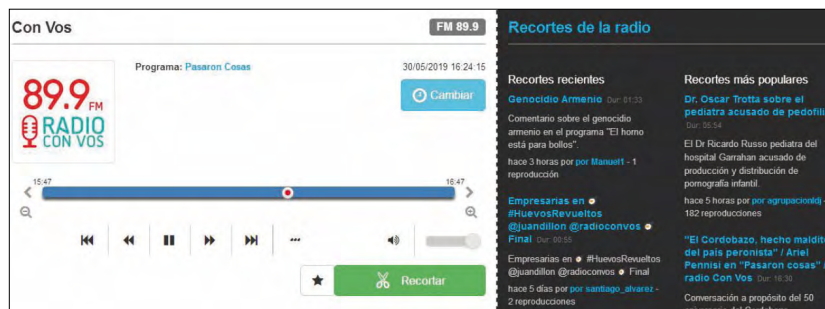 Con Vos
FM 89.9
Programa: Pasaron Cosas
30/05/2019 16:24:15
89.9 FM
RADIO
CON VOS
Cambiar
15:47
16:47
Recortar
Recortes de la radio
Recortes recientes
Genocidio Armenio Dur: 01:33
Comentario sobre el genocidio
armenio en el programa "El horno
está para bollos".
hace 3 horas por por Manuel1 - 1
reproducción
Empresarias en
#HuevosRevueltos
@juandillon @radioconvos
Final Dur: 00:55
Empresarias en #HuevosRevueltos
@juandillon @radioconvos Final
hace 5 días por por santiago_alvarez -
2 reproducciones
Recortes más populares
Dr. Oscar Trotta sobre el
pediatra acusado de pedofili
Dur: 05:54
El Dr Ricardo Russo pediatra del
hospital Garrahan acusado de
producción y distribución de
pornografía infantil.
hace 5 horas por por agrupacionldj -
182 reproducciones
"El Cordobazo, hecho maldito
del país peronista" / Ariel
Pennisi en "Pasaron cosas" /
radio Con Vos Dur: 16:30
Conversación a propósito del 50